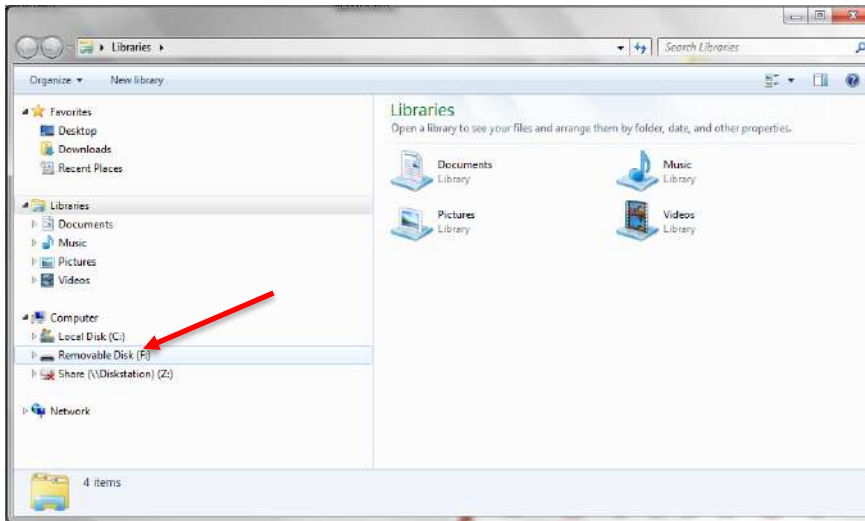 Libraries
Search Libraries
Organize
New library
Favorites
Desktop
Downloads
Recent Places
Libraries
Documents
Music
Pictures
Videos
Computer
Local Disk (C:)
Removable Disk (F:)
Share (\\Diskstation) (Z:)
Network
Libraries
Open a library to see your files and arrange them by folder, date, and other properties.
Documents
Library
Music
Library
Pictures
Library
Videos
Library
4 items